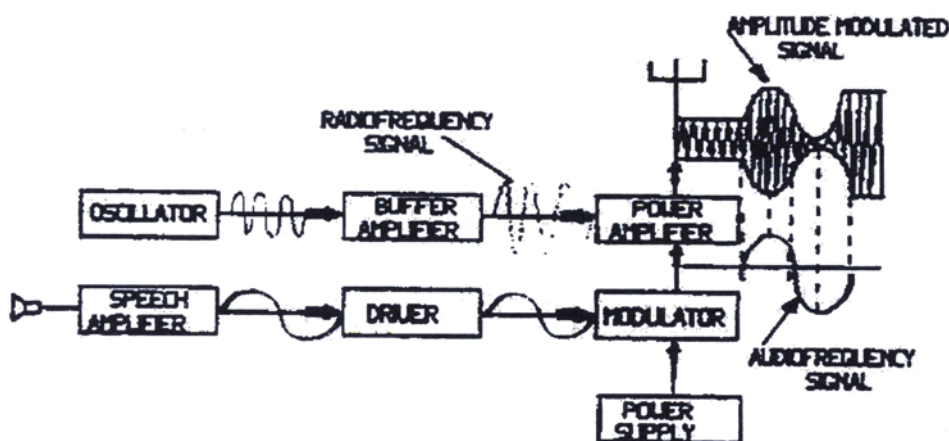 AMPLITUDE MODULATED
SIGNAL
RADIOFREQUENCY
SIGNAL
OSCILLATOR
BUFFER
AMPLIFIER
POWER
AMPLIFIER
SPEECH
AMPLIFIER
DRIVER
MODULATOR
AUDIOFREQUENCY
SIGNAL
POWER
SUPPLY